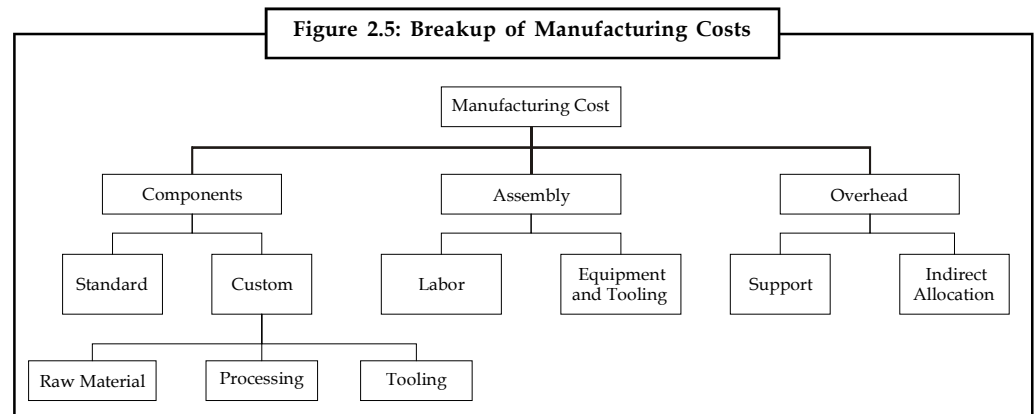 Figure 2.5: Breakup of Manufacturing Costs
Manufacturing Cost
Components
Assembly
Overhead
Standard
Custom
Labor
Equipment
and Tooling
Support
Indirect
Allocation
Raw Material
Processing
Tooling